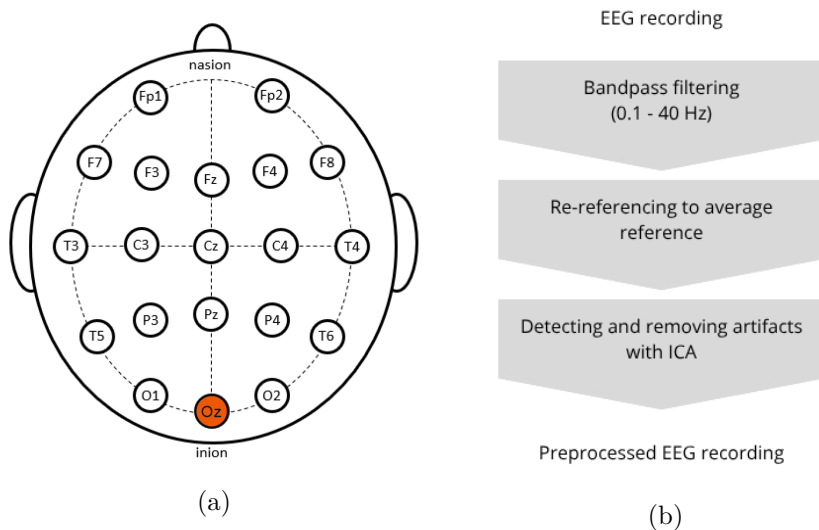 nasion
Fp1
Fp2
F7
F3
Fz
F4
F8
T3
C3
Cz
C4
T4
T5
P3
Pz
P4
T6
O1
Oz
O2
inion
(a)
EEG recording
Bandpass filtering
(0.1 - 40 Hz)
Re-referencing to average
reference
Detecting and removing artifacts
with ICA
Preprocessed EEG recording
(b)